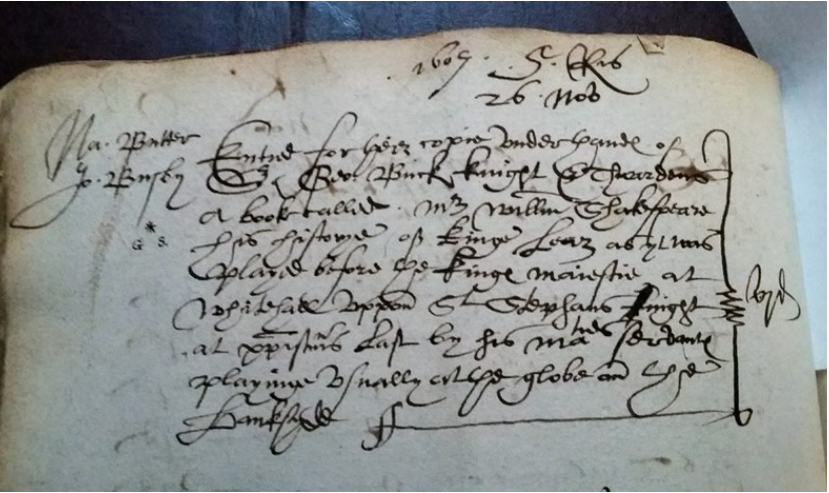 1607. 5. Ris
26 Nov
Na. Butter Entred for their copie under thandes of
Jo. Busby Sr Geo: Buck knight & Thwardens
A booke called. Mr William Shakespeare
G S
his historye of Kinge Lear as yt was
played before the kinges maiestie at
Whitehall uppon St Stephans night
at xpistmas Last by his maties servantes
playinge usually at the globe on the
Banksyde vjd